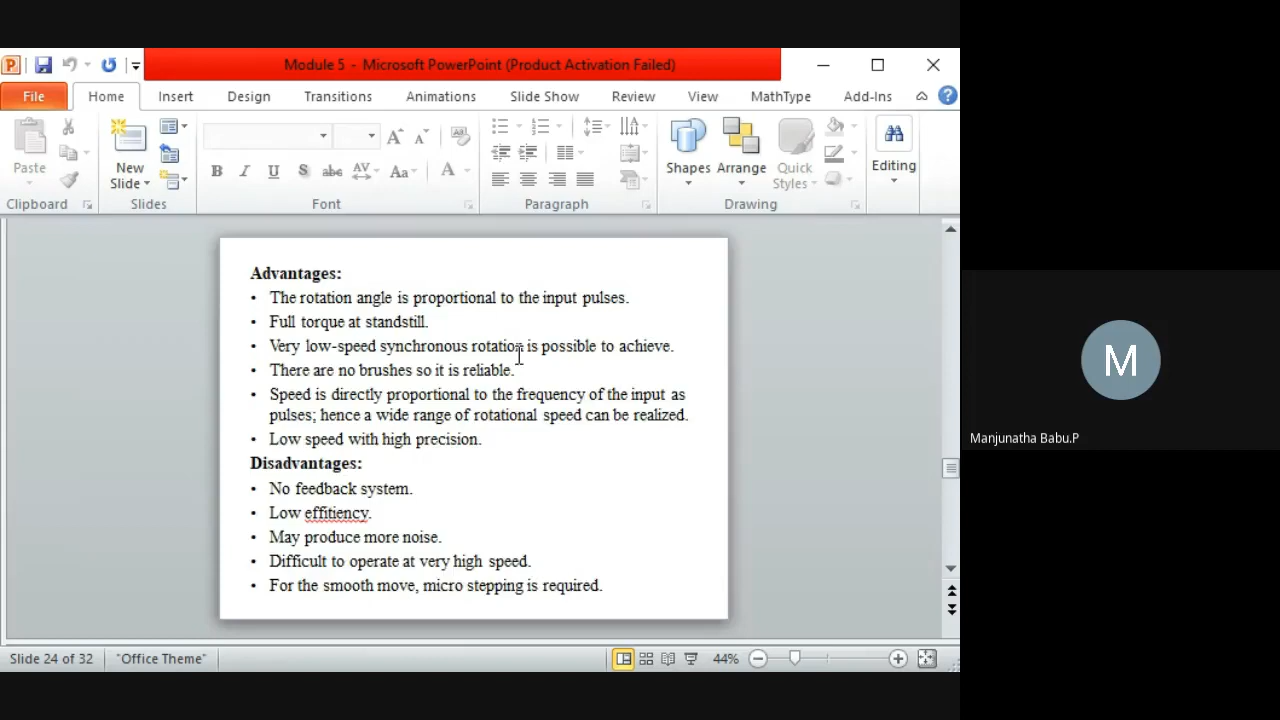 Module 5 - Microsoft PowerPoint (Product Activation Failed)
File Home Insert Design Transitions Animations Slide Show Review View MathType Add-Ins
Paste
New Slide
B I U S abc AV Aa A
Shapes Arrange Quick Styles
Editing
Clipboard Slides Font Paragraph Drawing
Advantages:
• The rotation angle is proportional to the input pulses.
• Full torque at standstill.
• Very low-speed synchronous rotation is possible to achieve.
• There are no brushes so it is reliable.
• Speed is directly proportional to the frequency of the input as
pulses; hence a wide range of rotational speed can be realized.
• Low speed with high precision.
Disadvantages:
• No feedback system.
• Low effitiency.
• May produce more noise.
• Difficult to operate at very high speed.
• For the smooth move, micro stepping is required.
Slide 24 of 32 "Office Theme" 44%
M
Manjunatha Babu.P